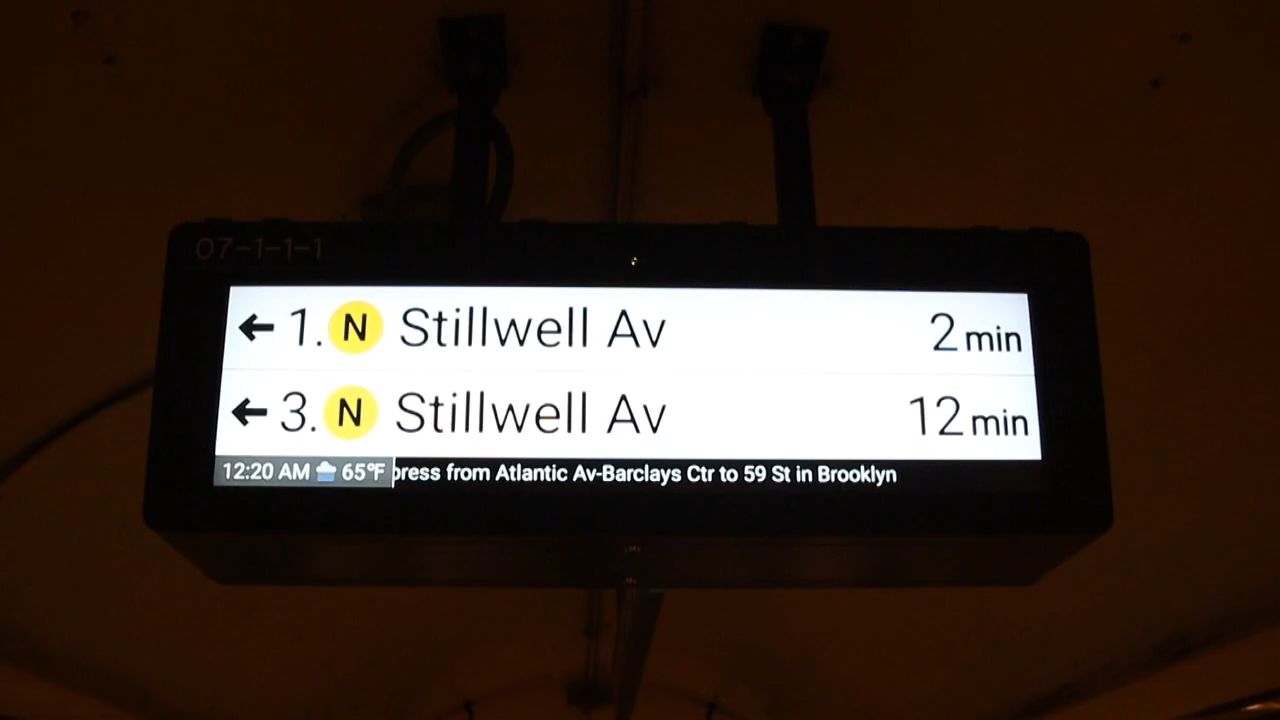 07-1-1-1
← 1. N Stillwell Av 2 min
← 3. N Stillwell Av 12 min
12:20 AM 65°F press from Atlantic Av-Barclays Ctr to 59 St in Brooklyn